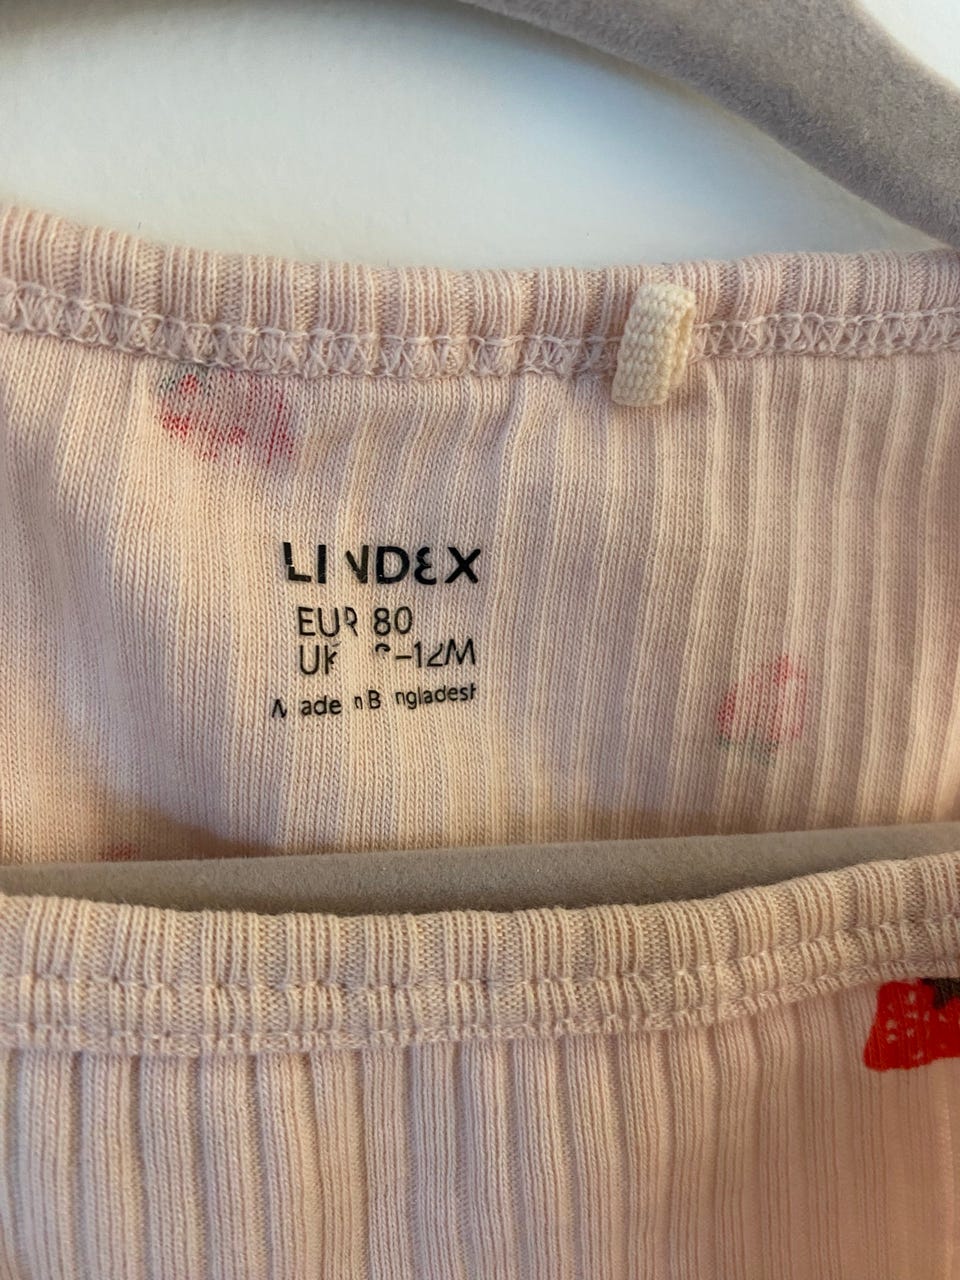 LINDEX
EUR 80
UK -12M
Made in Bangladesh